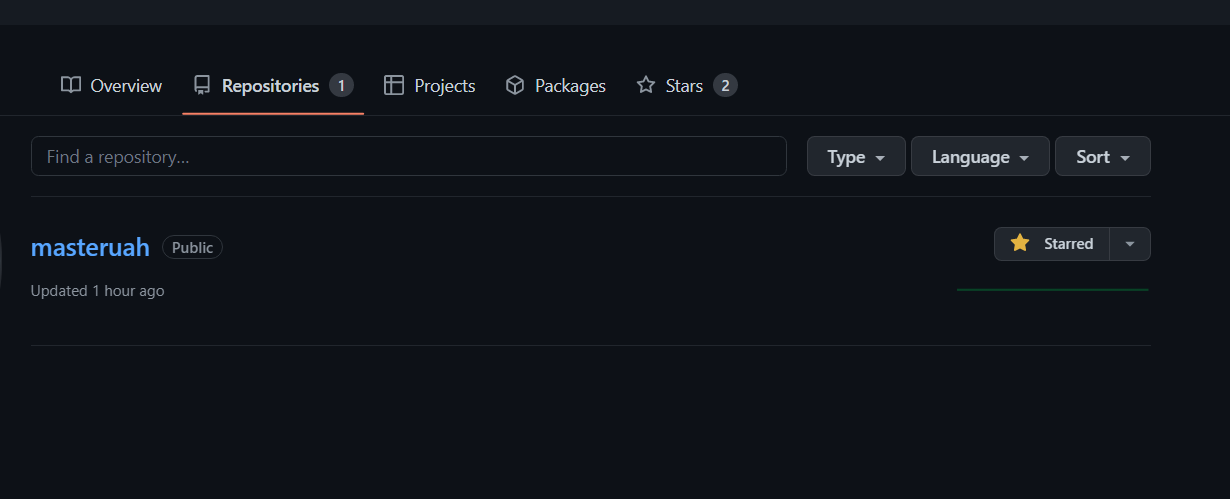 Overview Repositories 1 Projects Packages Stars 2
Find a repository... Type Language Sort
masteruah Public Starred
Updated 1 hour ago